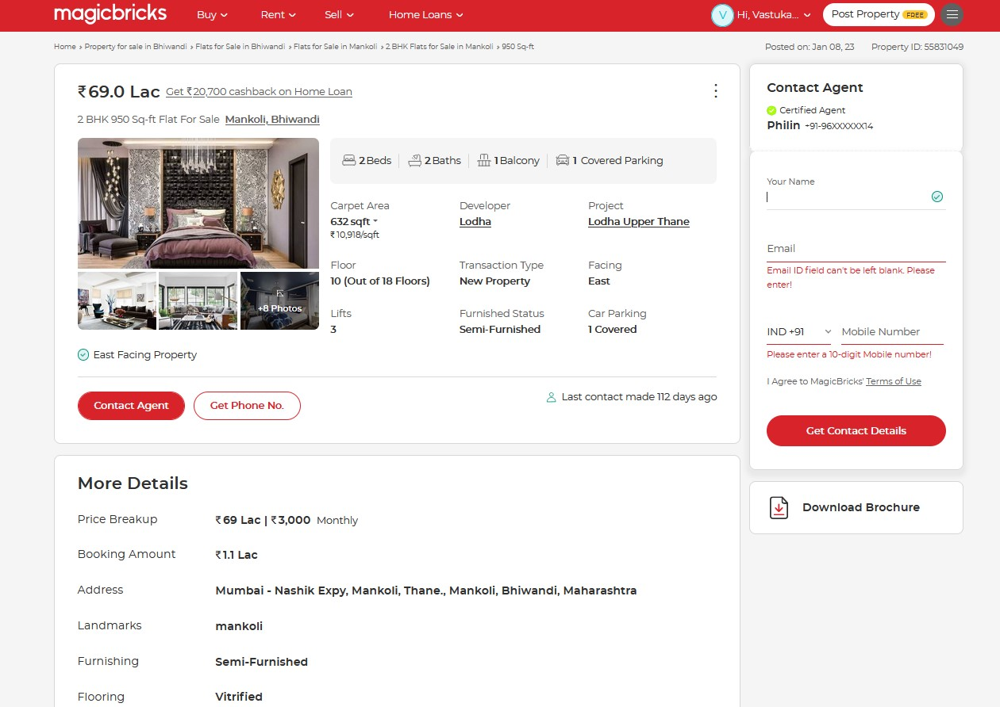 magicbricks Buy Rent Sell Home Loans V Hi, Vastuka... Post Property FREE
Home › Property for sale in Bhiwandi › Flats for Sale in Bhiwandi › Flats for Sale in Mankoli › 2 BHK Flats for Sale in Mankoli › 950 Sq-ft
Posted on: Jan 08, 23 Property ID: 55831049
₹69.0 Lac Get ₹20,700 cashback on Home Loan
2 BHK 950 Sq-ft Flat For Sale Mankoli, Bhiwandi
+8 Photos
2 Beds 2 Baths 1 Balcony 1 Covered Parking
Carpet Area Developer Project
632 sqft Lodha Lodha Upper Thane
₹10,918/sqft
Floor Transaction Type Facing
10 (Out of 18 Floors) New Property East
Lifts Furnished Status Car Parking
3 Semi-Furnished 1 Covered
East Facing Property
Contact Agent Get Phone No. Last contact made 112 days ago
More Details
Price Breakup ₹69 Lac | ₹3,000 Monthly
Booking Amount ₹1.1 Lac
Address Mumbai - Nashik Expy, Mankoli, Thane., Mankoli, Bhiwandi, Maharashtra
Landmarks mankoli
Furnishing Semi-Furnished
Flooring Vitrified
Contact Agent
Certified Agent
Philin +91-96XXXXXX14
Your Name
Email
Email ID field can't be left blank. Please
enter!
IND +91 Mobile Number
Please enter a 10-digit Mobile number!
I Agree to MagicBricks' Terms of Use
Get Contact Details
Download Brochure